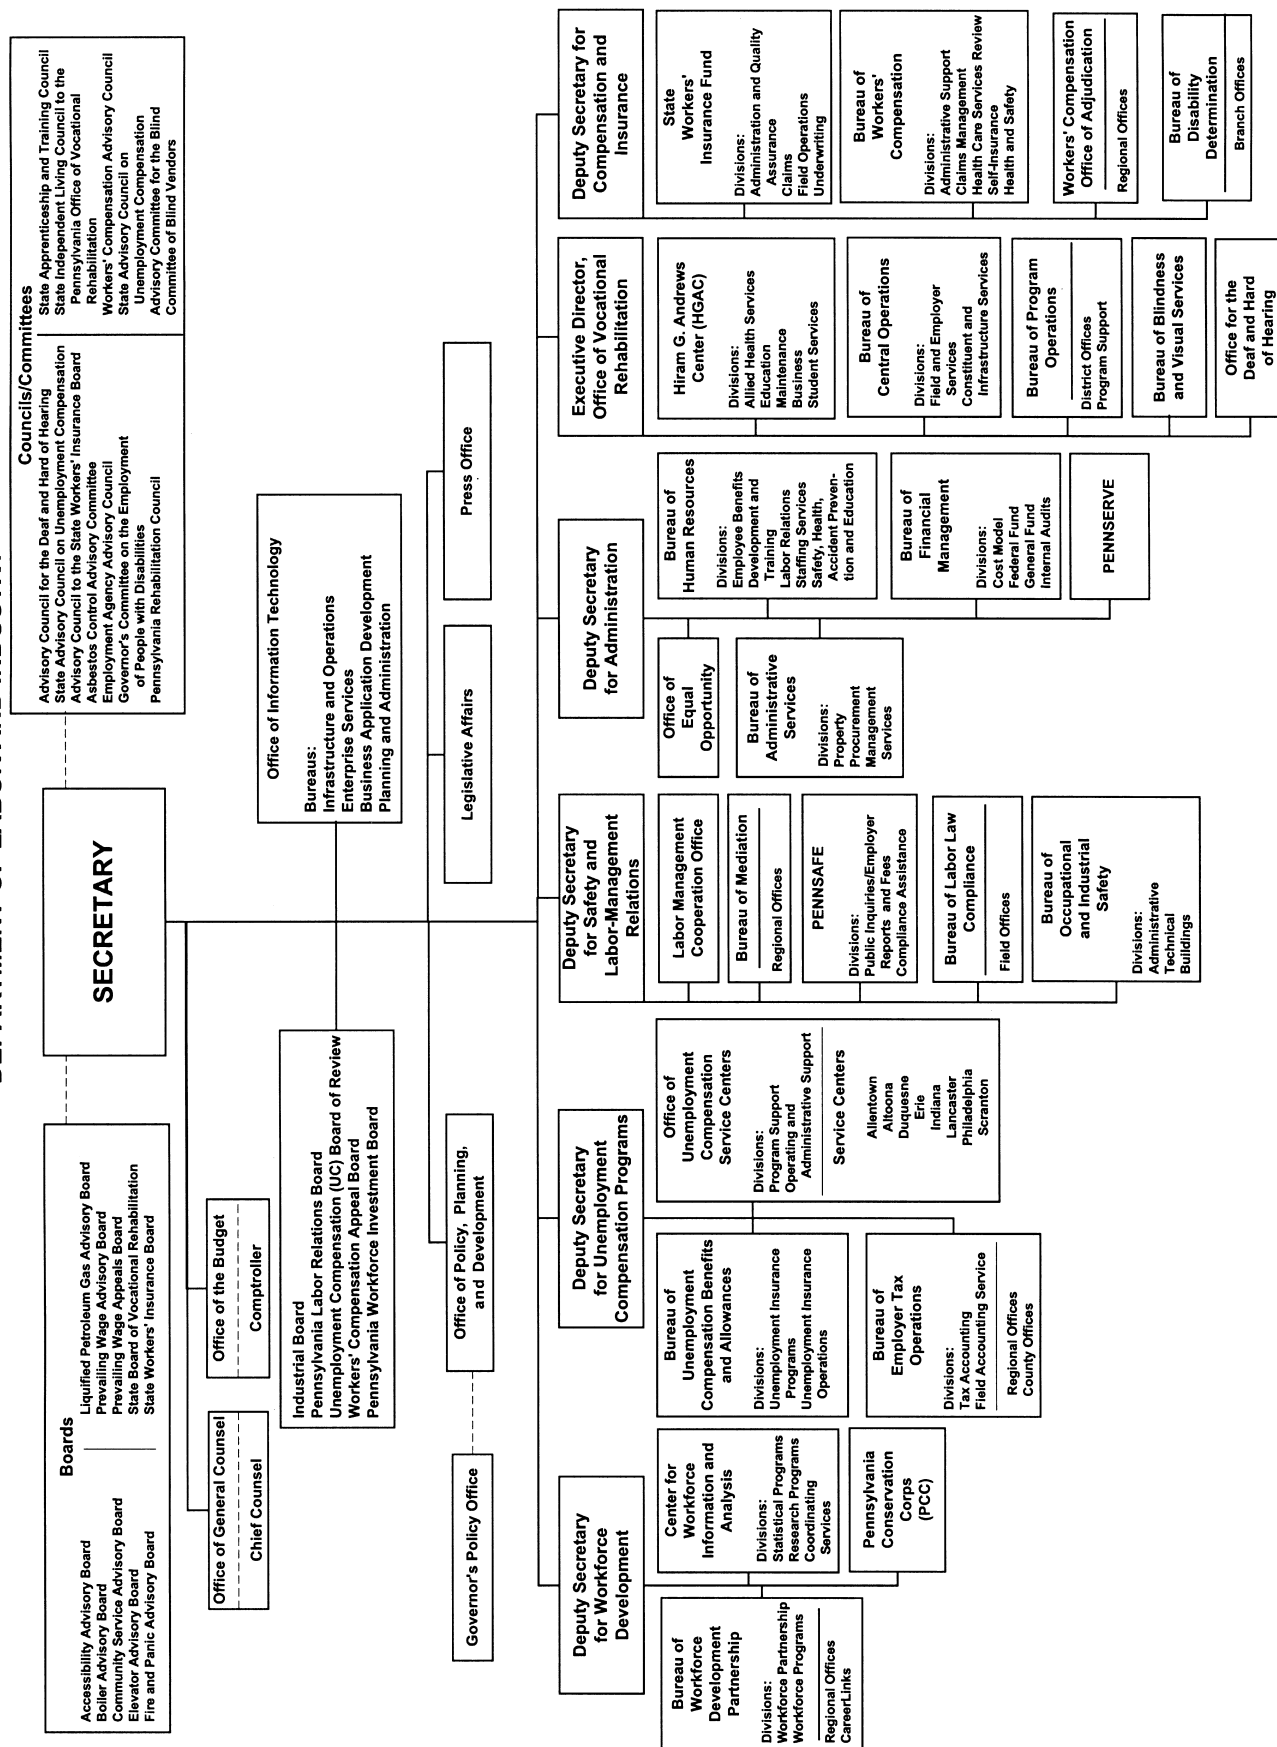 SECRETARY
Boards
Accessibility Advisory Board
Boiler Advisory Board
Community Service Advisory Board
Elevator Advisory Board
Fire and Panic Advisory Board
Liquified Petroleum Gas Advisory Board
Prevailing Wage Advisory Board
Prevailing Wage Appeals Board
State Board of Vocational Rehabilitation
State Workers' Insurance Board
Councils/Committees
Advisory Council for the Deaf and Hard of Hearing
State Advisory Council on Unemployment Compensation
Advisory Council to the State Workers' Insurance Board
Asbestos Control Advisory Committee
Employment Agency Advisory Council
Governor's Committee on the Employment
of People with Disabilities
Pennsylvania Rehabilitation Council
State Apprenticeship and Training Council
State Independent Living Council to the
Pennsylvania Office of Vocational
Rehabilitation
Workers' Compensation Advisory Council
State Advisory Council on
Unemployment Compensation
Advisory Committee for the Blind
Committee of Blind Vendors
Office of General Counsel
Chief Counsel
Office of the Budget
Comptroller
Industrial Board
Pennsylvania Labor Relations Board
Unemployment Compensation (UC) Board of Review
Workers' Compensation Appeal Board
Pennsylvania Workforce Investment Board
Office of Information Technology
Bureaus:
Infrastructure and Operations
Enterprise Services
Business Application Development
Planning and Administration
Governor's Policy Office
Office of Policy, Planning,
and Development
Legislative Affairs
Press Office
Deputy Secretary
for Workforce
Development
Bureau of
Workforce
Development
Partnership
Divisions:
Workforce Partnership
Workforce Programs
Regional Offices
CareerLinks
Center for
Workforce
Information and
Analysis
Divisions:
Statistical Programs
Research Programs
Coordinating
Services
Pennsylvania
Conservation
Corps
(PCC)
Deputy Secretary
for Unemployment
Compensation Programs
Bureau of
Unemployment
Compensation Benefits
and Allowances
Divisions:
Unemployment Insurance
Programs
Unemployment Insurance
Operations
Bureau of
Employer Tax
Operations
Divisions:
Tax Accounting
Field Accounting Service
Regional Offices
County Offices
Office of
Unemployment
Compensation
Service Centers
Divisions:
Program Support
Operating and
Administrative Support
Service Centers
Allentown
Altoona
Duquesne
Erie
Indiana
Lancaster
Philadelphia
Scranton
Deputy Secretary
for Safety and
Labor-Management
Relations
Labor Management
Cooperation Office
Bureau of Mediation
Regional Offices
PENNSAFE
Divisions:
Public Inquiries/Employer
Reports and Fees
Compliance Assistance
Bureau of Labor Law
Compliance
Field Offices
Bureau of
Occupational
and Industrial
Safety
Divisions:
Administrative
Technical
Buildings
Deputy Secretary
for Administration
Office of
Equal
Opportunity
Bureau of
Administrative
Services
Divisions:
Property
Procurement
Management
Services
Bureau of
Human Resources
Divisions:
Employee Benefits
Development and
Training
Labor Relations
Staffing Services
Safety, Health,
Accident Preven-
tion and Education
Bureau of
Financial
Management
Divisions:
Cost Model
Federal Fund
General Fund
Internal Audits
PENNSERVE
Executive Director,
Office of Vocational
Rehabilitation
Hiram G. Andrews
Center (HGAC)
Divisions:
Allied Health Services
Education
Maintenance
Business
Student Services
Bureau of
Central Operations
Divisions:
Field and Employer
Services
Constituent and
Infrastructure Services
Bureau of Program
Operations
District Offices
Program Support
Bureau of Blindness
and Visual Services
Office for the
Deaf and Hard
of Hearing
Deputy Secretary for
Compensation and
Insurance
State
Workers'
Insurance Fund
Divisions:
Administration and Quality
Assurance
Claims
Field Operations
Underwriting
Bureau of
Workers'
Compensation
Divisions:
Administrative Support
Claims Management
Health Care Services Review
Self-Insurance
Health and Safety
Workers' Compensation
Office of Adjudication
Regional Offices
Bureau of
Disability
Determination
Branch Offices